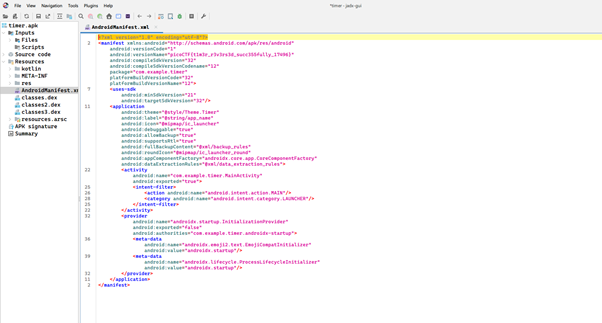 File View Navigation Tools Plugins Help
*timer - jadx-gui
timer.apk
Inputs
Files
Scripts
Source code
Resources
kotlin
META-INF
res
AndroidManifest.xm
classes.dex
classes2.dex
classes3.dex
resources.arsc
APK signature
Summary
AndroidManifest.xml
<?xml version="1.0" encoding="utf-8"?>
2 <manifest xmlns:android="http://schemas.android.com/apk/res/android"
android:versionCode="1"
android:compileSdkVersion="32"
android:compileSdkVersionCodename="12"
package="com.example.timer"
platformBuildVersionCode="32"
platformBuildVersionName="12">
7 <uses-sdk
android:minSdkVersion="21"
android:targetSdkVersion="32"/>
11 <application
android:theme="@style/Theme.Timer"
android:label="@string/app_name"
android:icon="@mipmap/ic_launcher"
android:debuggable="true"
android:allowBackup="true"
android:supportsRtl="true"
android:fullBackupContent="@xml/backup_rules"
android:roundIcon="@mipmap/ic_launcher_round"
android:appComponentFactory="androidx.core.app.CoreComponentFactory"
android:dataExtractionRules="@xml/data_extraction_rules">
22 <activity
android:name="com.example.timer.MainActivity"
android:exported="true">
25 <intent-filter>
26 <action android:name="android.intent.action.MAIN"/>
28 <category android:name="android.intent.category.LAUNCHER"/>
25 </intent-filter>
22 </activity>
32 <provider
android:name="androidx.startup.InitializationProvider"
android:exported="false"
android:authorities="com.example.timer.androidx-startup">
36 <meta-data
android:name="androidx.emoji2.text.EmojiCompatInitializer"
android:value="androidx.startup"/>
39 <meta-data
android:name="androidx.lifecycle.ProcessLifecycleInitializer"
android:value="androidx.startup"/>
32 </provider>
11 </application>
2 </manifest>